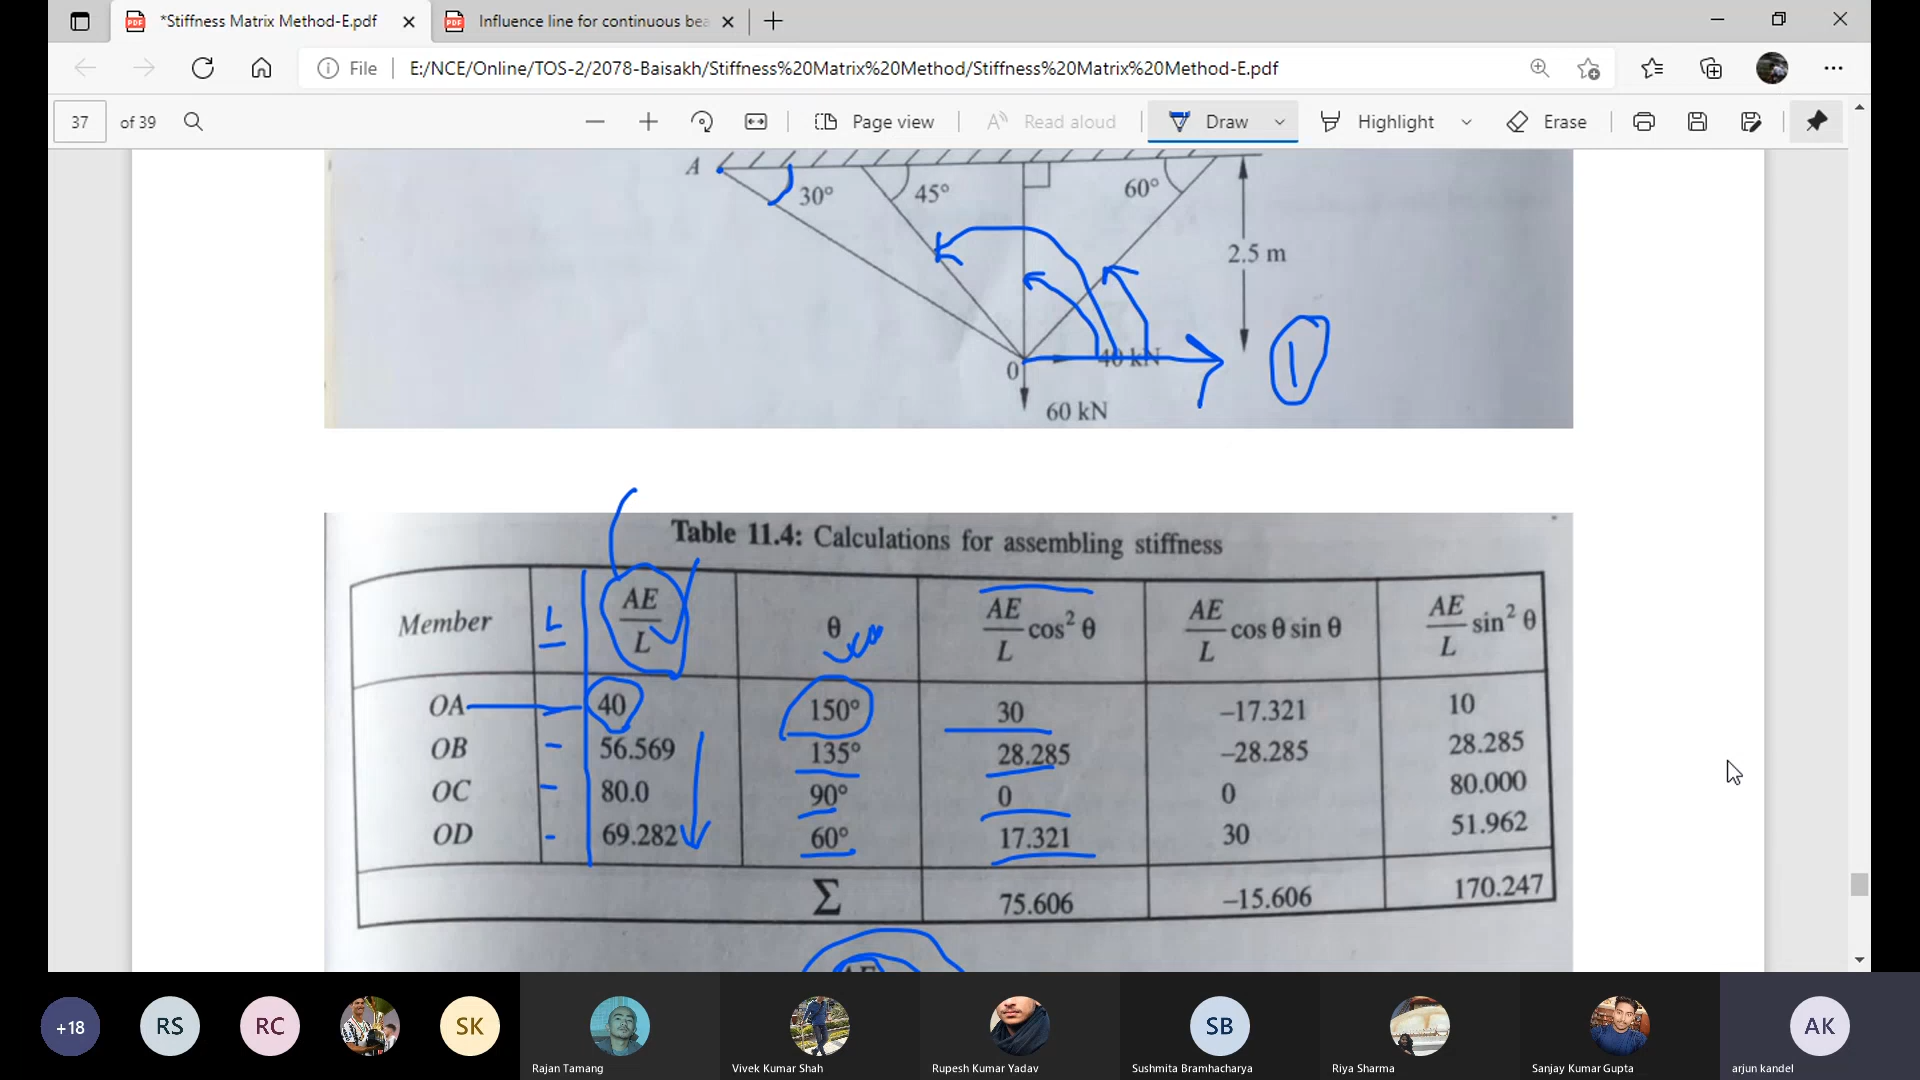 *Stiffness Matrix Method-E.pdf
Influence line for continuous bea
File
E:/NCE/Online/TOS-2/2078-Baisakh/Stiffness%20Matrix%20Method/Stiffness%20Matrix%20Method-E.pdf
37 of 39
Page view
Read aloud
Draw
Highlight
Erase
A
30°
45°
60°
2.5 m
0
40 kN
1
60 kN
Table 11.4: Calculations for assembling stiffness
Member L AE/L θ AE/L cos² θ AE/L cos θ sin θ AE/L sin² θ
OA 40 150° 30 –17.321 10
OB 56.569 135° 28.285 –28.285 28.285
OC 80.0 90° 0 0 80.000
OD 69.282 60° 17.321 30 51.962
Σ 75.606 –15.606 170.247
+18
RS
RC
SK
SB
AK
Rajan Tamang
Vivek Kumar Shah
Rupesh Kumar Yadav
Sushmita Bramhacharya
Riya Sharma
Sanjay Kumar Gupta
arjun kandel